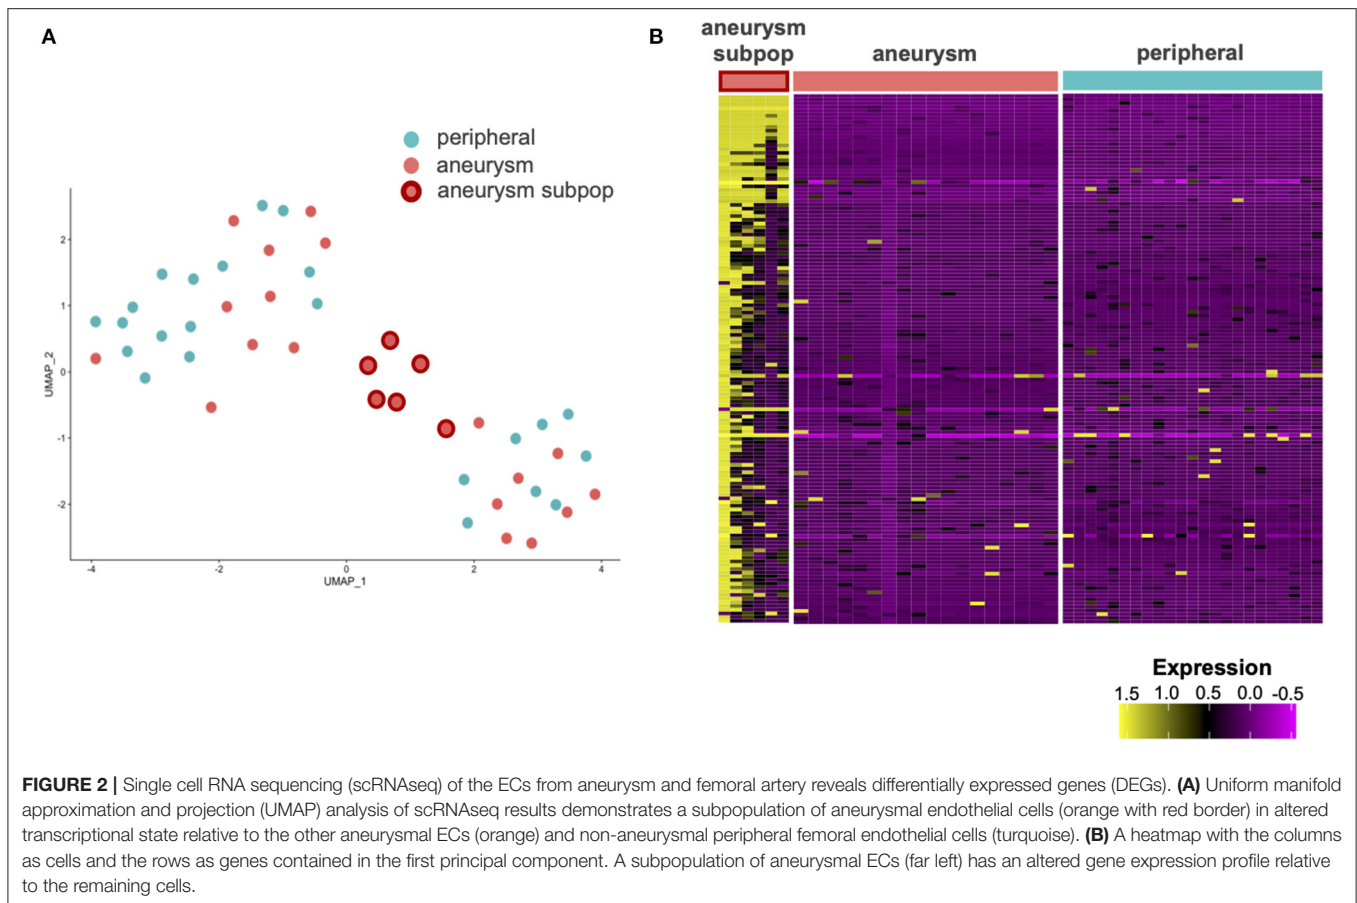 A
peripheral
aneurysm
aneurysm subpop
UMAP_2
2
1
0
-1
-2
-4
-2
0
2
4
UMAP_1
B
aneurysm
subpop
aneurysm
peripheral
Expression
1.5 1.0 0.5 0.0 -0.5
FIGURE 2 | Single cell RNA sequencing (scRNAseq) of the ECs from aneurysm and femoral artery reveals differentially expressed genes (DEGs). (A) Uniform manifold
approximation and projection (UMAP) analysis of scRNAseq results demonstrates a subpopulation of aneurysmal endothelial cells (orange with red border) in altered
transcriptional state relative to the other aneurysmal ECs (orange) and non-aneurysmal peripheral femoral endothelial cells (turquoise). (B) A heatmap with the columns
as cells and the rows as genes contained in the first principal component. A subpopulation of aneurysmal ECs (far left) has an altered gene expression profile relative
to the remaining cells.